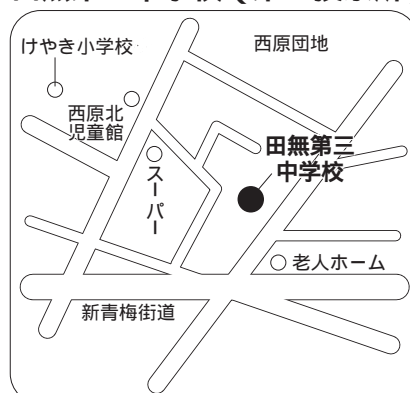 けやき小学校
西原団地
西原北
児童館
田無第三
中学校
スーパー
老人ホーム
新青梅街道